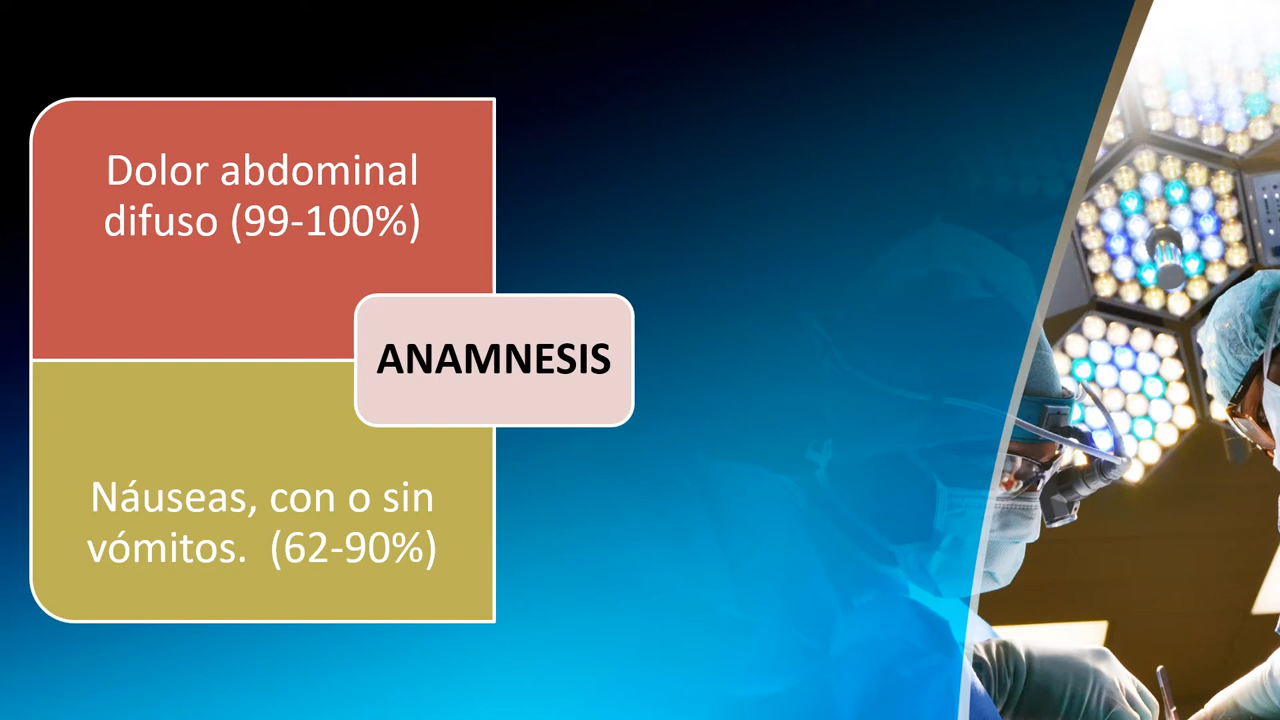 Dolor abdominal
difuso (99-100%)
ANAMNESIS
Náuseas, con o sin
vómitos.  (62-90%)